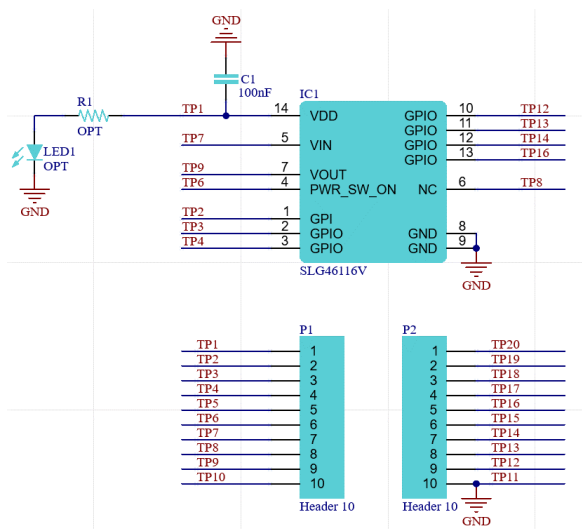 GND
C1
100nF
R1
OPT
LED1
OPT
GND
IC1
TP1 14 VDD GPIO 10 TP12
GPIO 11 TP13
TP7 5 VIN GPIO 12 TP14
GPIO 13 TP16
TP9 7 VOUT
TP6 4 PWR_SW_ON NC 6 TP8
TP2 1 GPI
TP3 2 GPIO GND 8
TP4 3 GPIO GND 9
SLG46116V
GND
P1 P2
TP1 1 1 TP20
TP2 2 2 TP19
TP3 3 3 TP18
TP4 4 4 TP17
TP5 5 5 TP16
TP6 6 6 TP15
TP7 7 7 TP14
TP8 8 8 TP13
TP9 9 9 TP12
TP10 10 10 TP11
Header 10 Header 10
GND